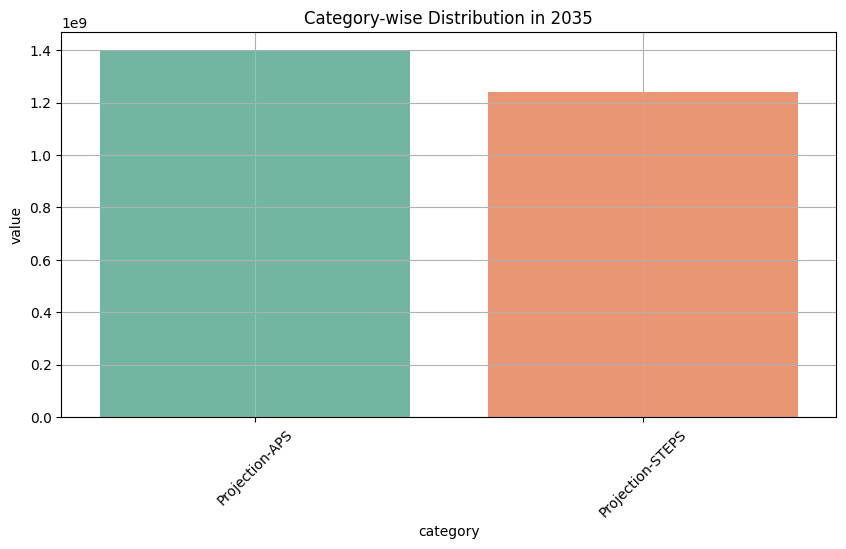 Category-wise Distribution in 2035
1e9
1.4
1.2
1.0
0.8
0.6
0.4
0.2
0.0
value
Projection-APS
Projection-STEPS
category